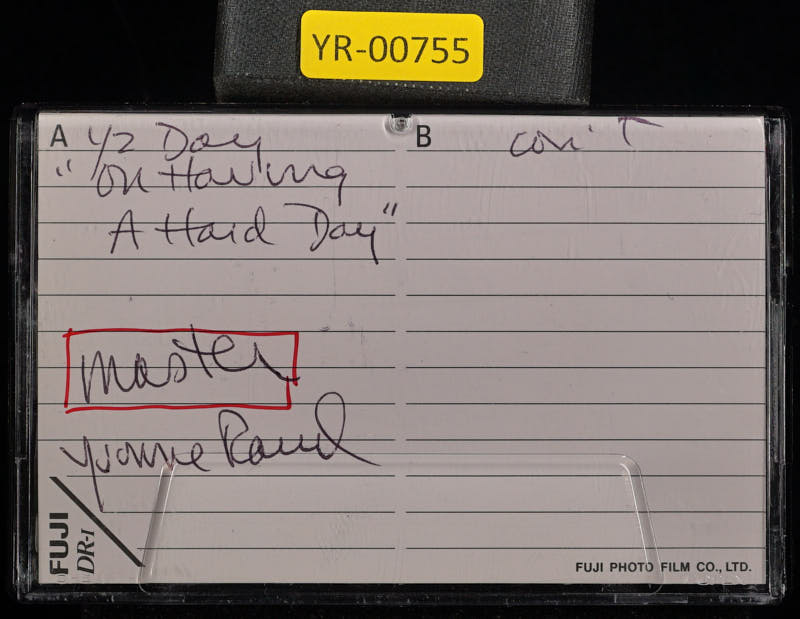 YR-00755
A 1/2 Day
"On Having
A Hard Day"
master
Yvonne Rand
FUJI
DR-I
B con't
FUJI PHOTO FILM CO., LTD.